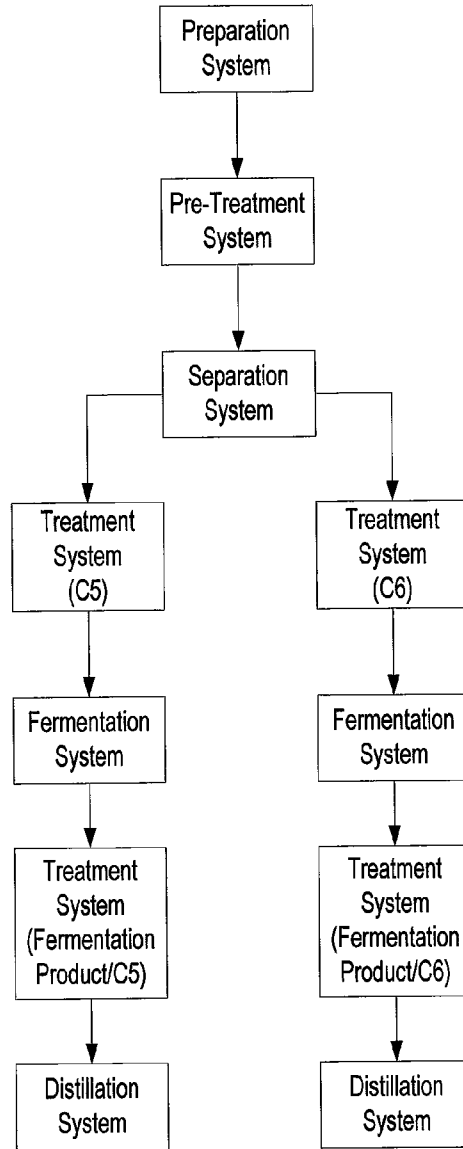 Preparation
System
Pre-Treatment
System
Separation
System
Treatment
System
(C5)
Treatment
System
(C6)
Fermentation
System
Fermentation
System
Treatment
System
(Fermentation
Product/C5)
Treatment
System
(Fermentation
Product/C6)
Distillation
System
Distillation
System